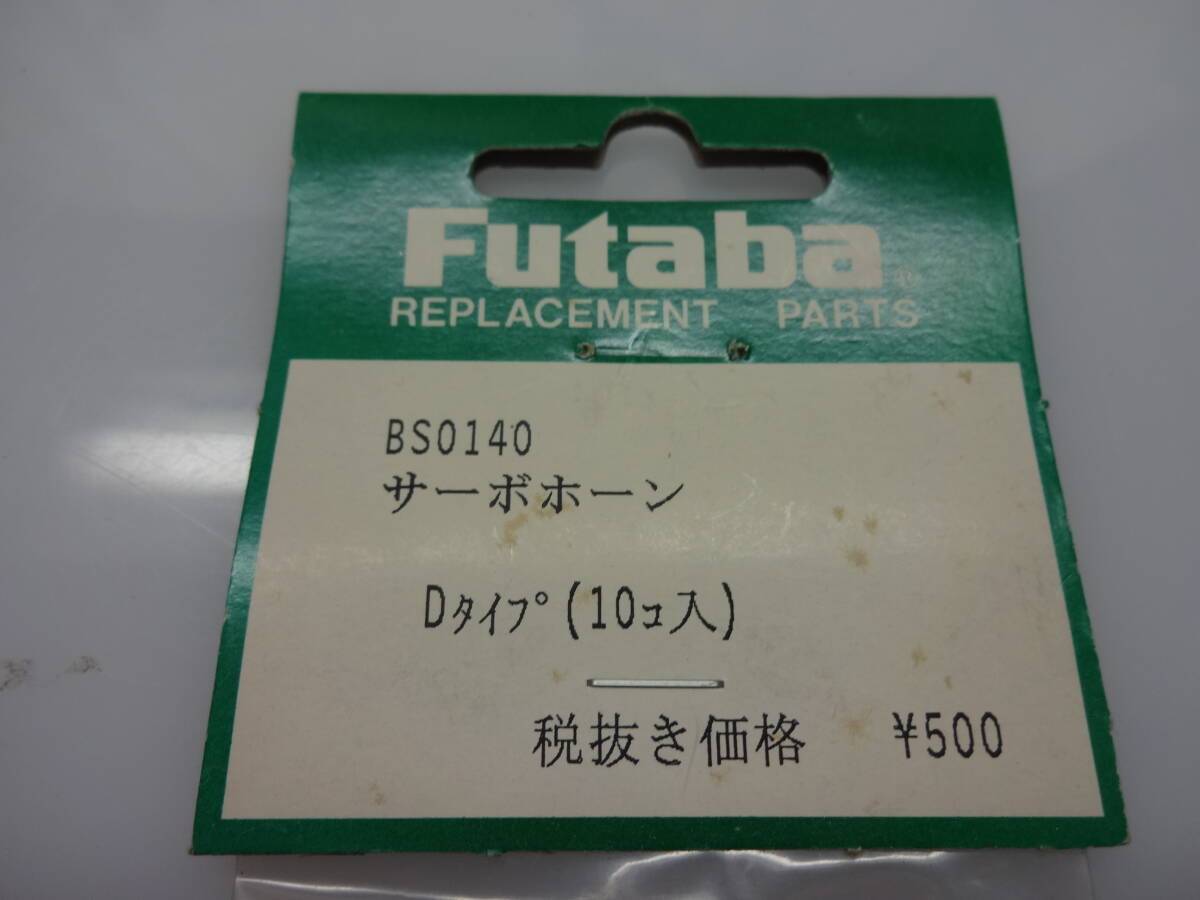 Futaba®
REPLACEMENT PARTS
BS0140
サーボホーン
Dﾀｲﾌﾟ(10ｺ入)
税抜き価格 ¥500